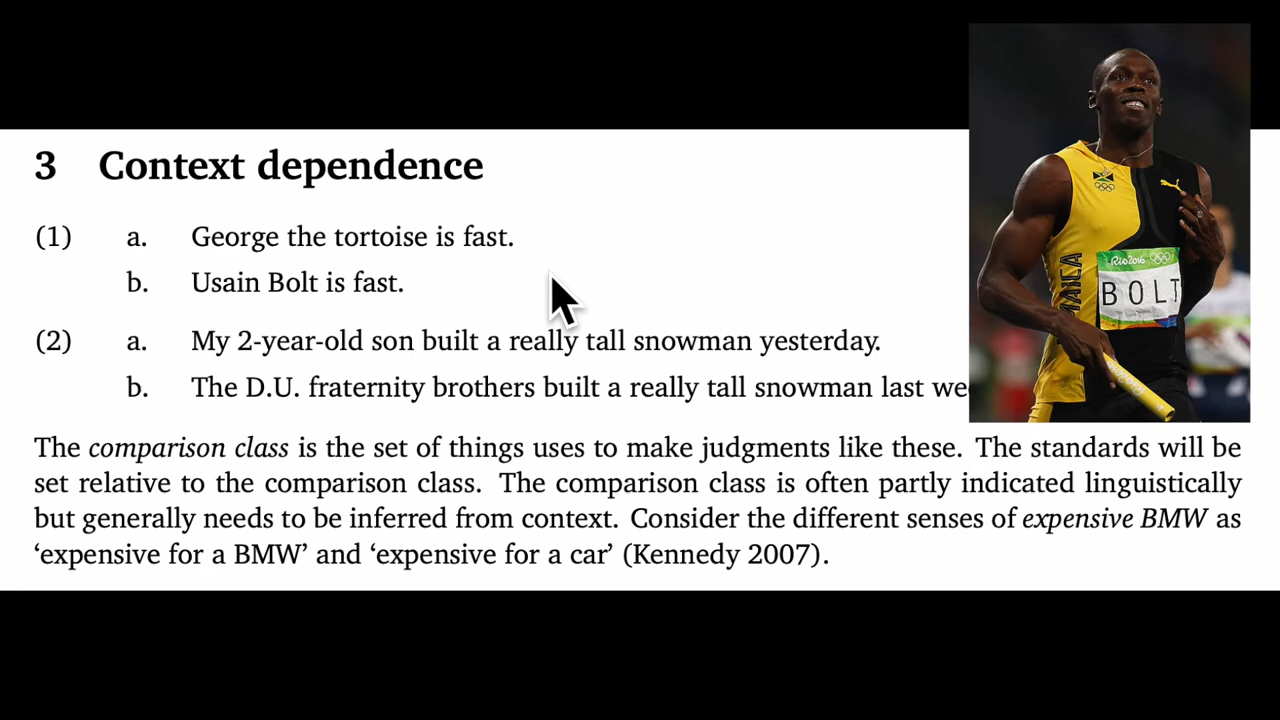 3 Context dependence
(1) a. George the tortoise is fast.
b. Usain Bolt is fast.
(2) a. My 2-year-old son built a really tall snowman yesterday.
b. The D.U. fraternity brothers built a really tall snowman last
The comparison class is the set of things uses to make judgments like these. The standards will be
set relative to the comparison class. The comparison class is often partly indicated linguistically
but generally needs to be inferred from context. Consider the different senses of expensive BMW as
‘expensive for a BMW’ and ‘expensive for a car’ (Kennedy 2007).
Rio2016
BOLT